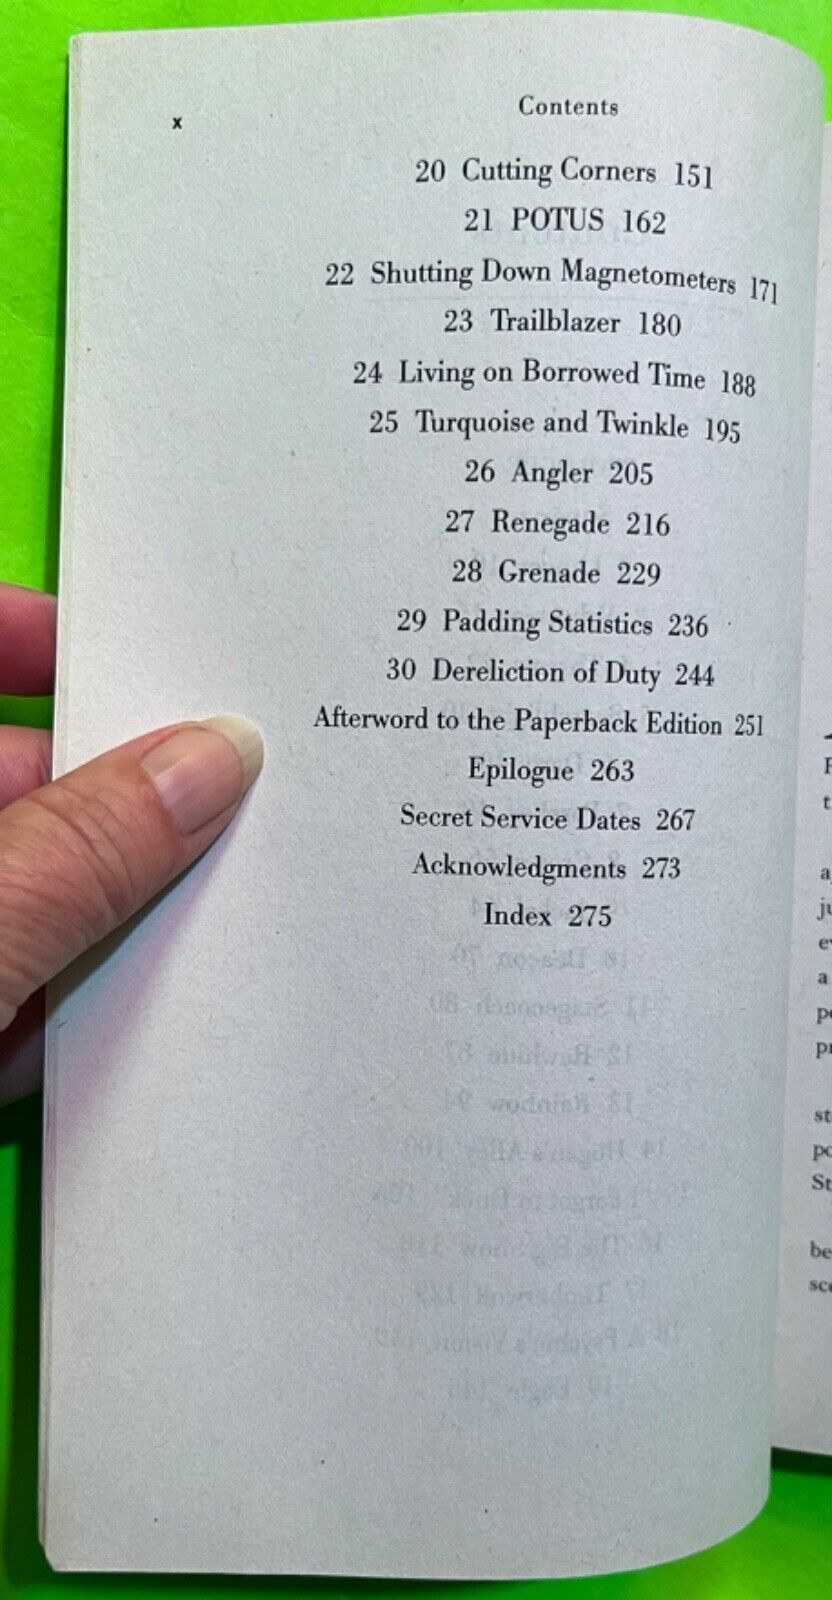 x
Contents
20 Cutting Corners 151
21 POTUS 162
22 Shutting Down Magnetometers 171
23 Trailblazer 180
24 Living on Borrowed Time 188
25 Turquoise and Twinkle 195
26 Angler 205
27 Renegade 216
28 Grenade 229
29 Padding Statistics 236
30 Dereliction of Duty 244
Afterword to the Paperback Edition 251
Epilogue 263
Secret Service Dates 267
Acknowledgments 273
Index 275